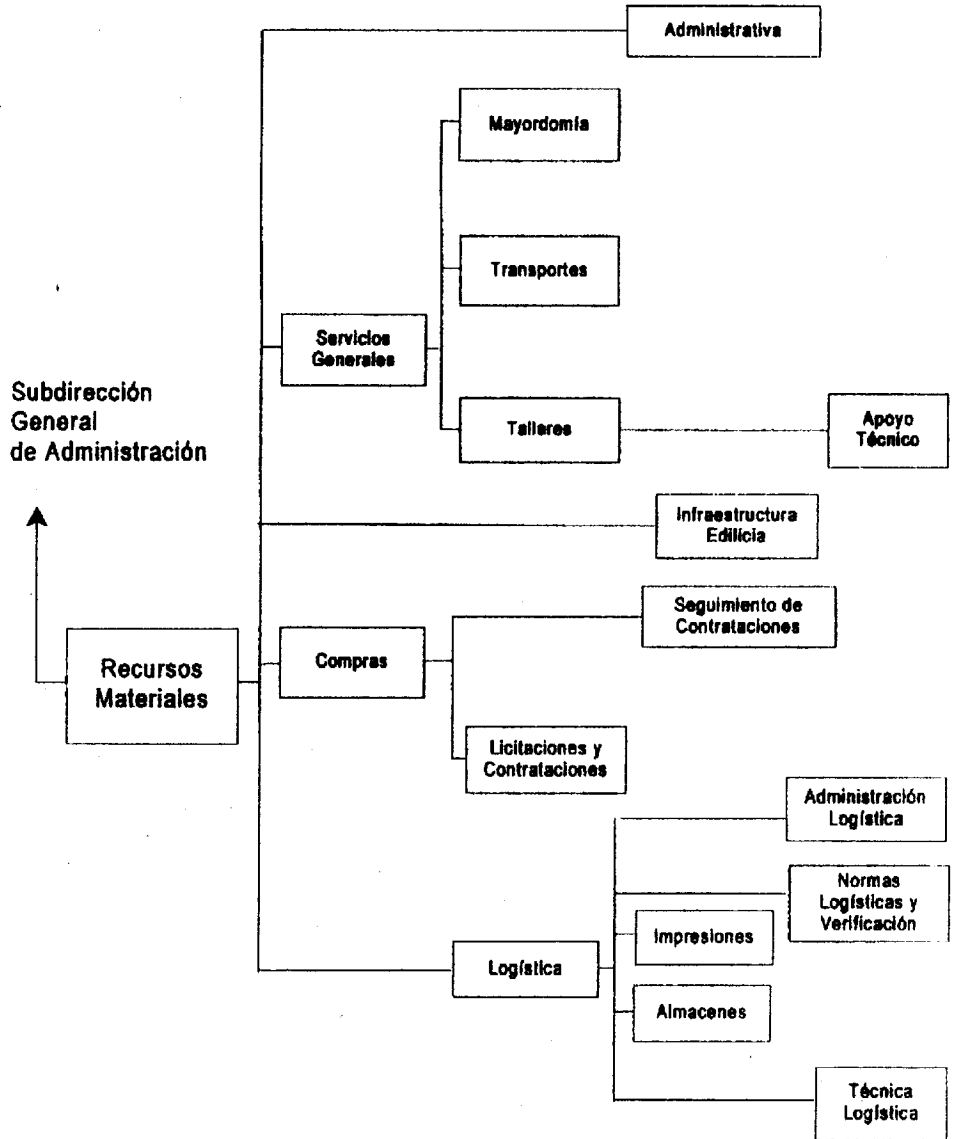 Administrativa
Mayordomía
Transportes
Servicios
Generales
Subdirección
General
de Administración
Talleres
Apoyo
Técnico
Infraestructura
Edilicia
Seguimiento de
Contrataciones
Recursos
Materiales
Compras
Licitaciones y
Contrataciones
Administración
Logística
Normas
Logísticas y
Verificación
Impresiones
Logística
Almacenes
Técnica
Logística